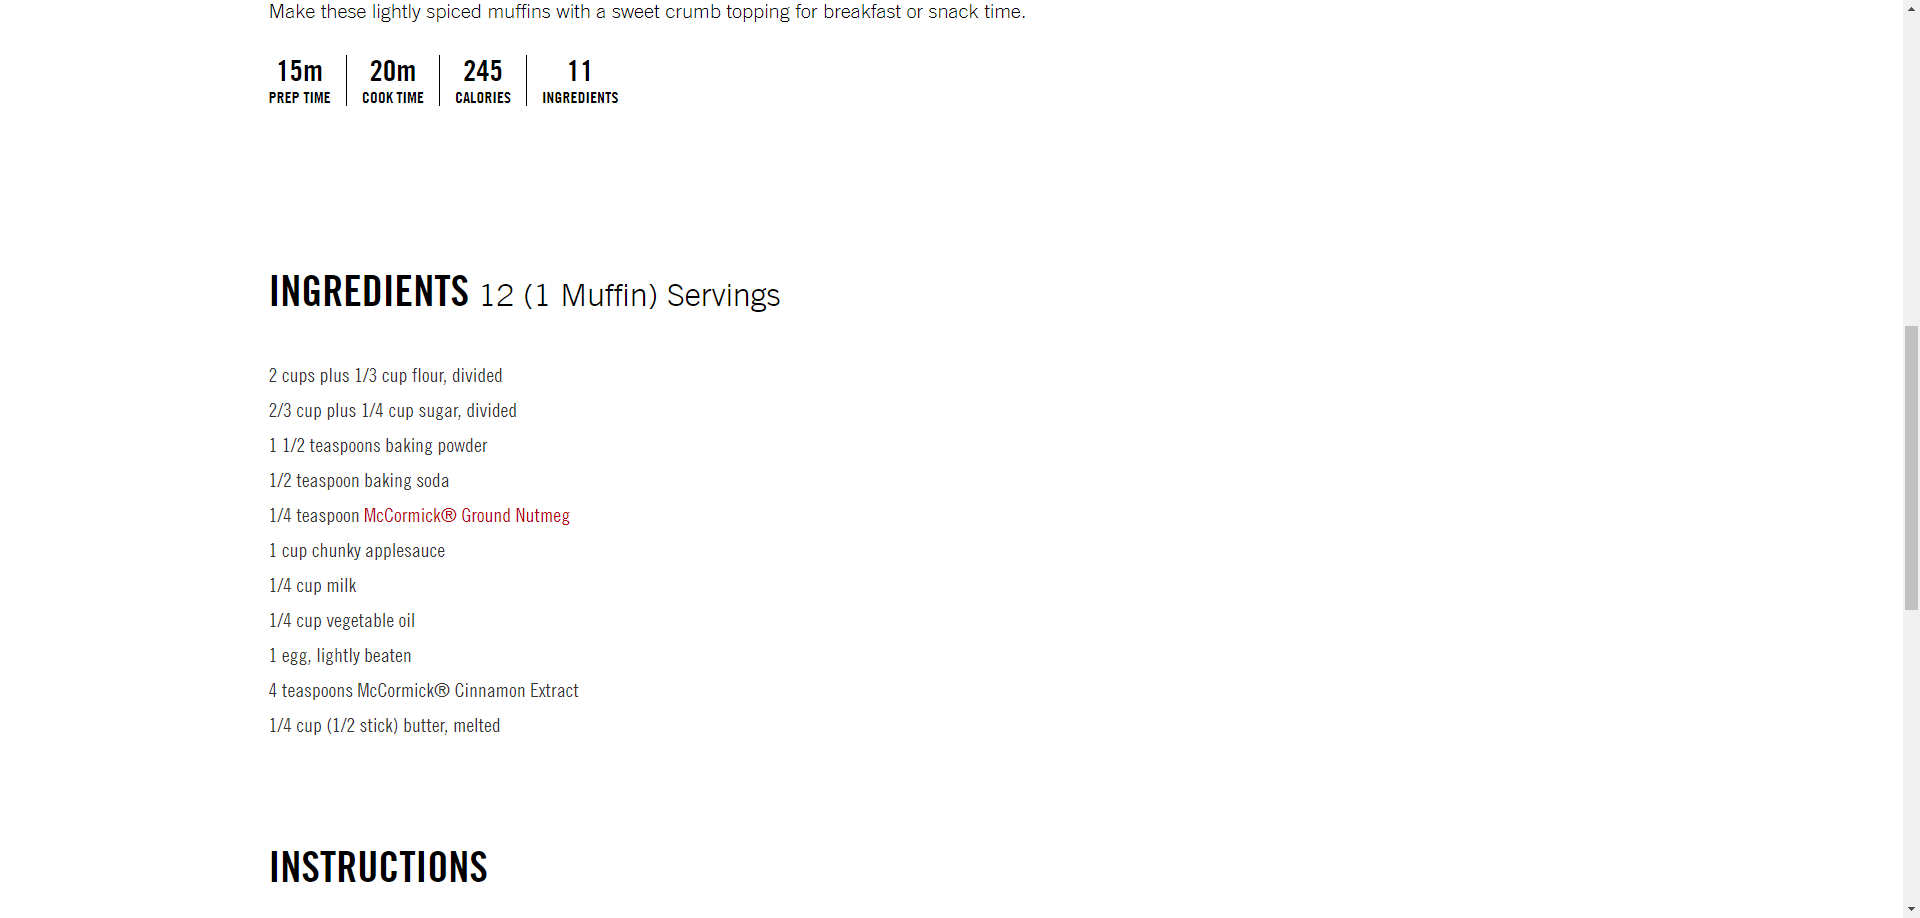 Make these lightly spiced muffins with a sweet crumb topping for breakfast or snack time.
15m 20m 245 11
PREP TIME COOK TIME CALORIES INGREDIENTS
INGREDIENTS 12 (1 Muffin) Servings
2 cups plus 1/3 cup flour, divided
2/3 cup plus 1/4 cup sugar, divided
1 1/2 teaspoons baking powder
1/2 teaspoon baking soda
1/4 teaspoon McCormick® Ground Nutmeg
1 cup chunky applesauce
1/4 cup milk
1/4 cup vegetable oil
1 egg, lightly beaten
4 teaspoons McCormick® Cinnamon Extract
1/4 cup (1/2 stick) butter, melted
INSTRUCTIONS